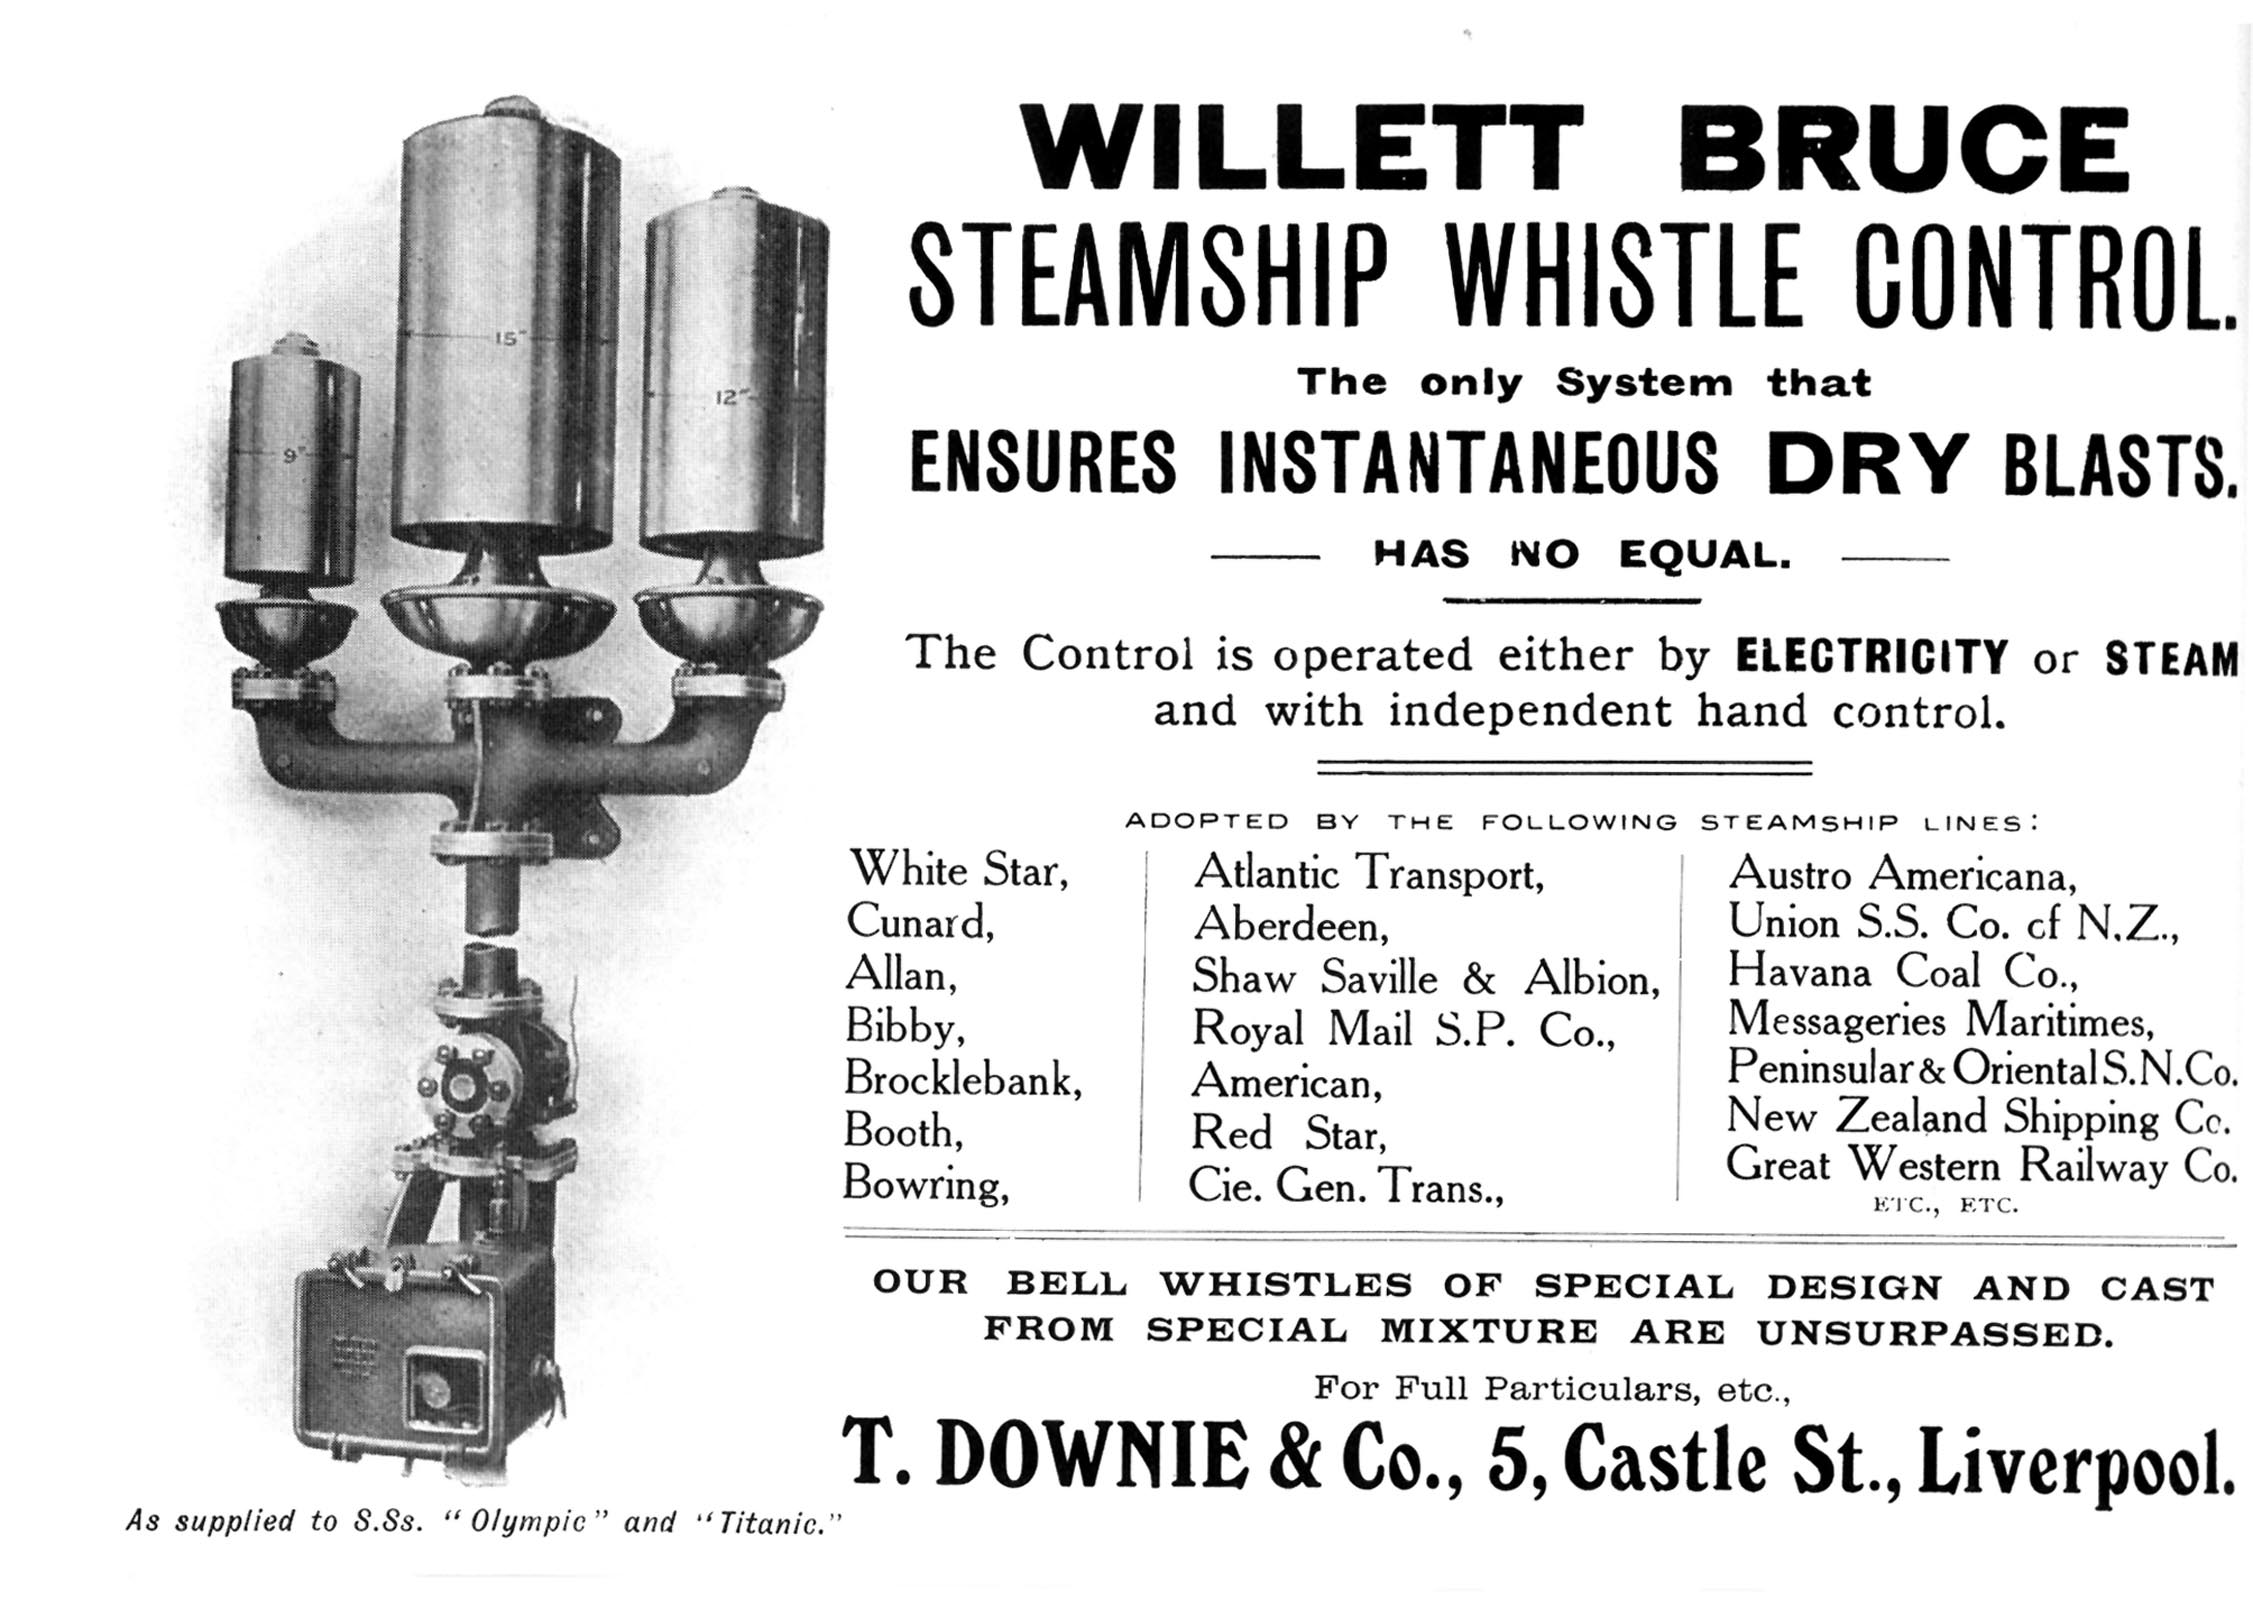 WILLETT BRUCE
STEAMSHIP WHISTLE CONTROL.
The only System that
ENSURES INSTANTANEOUS DRY BLASTS.
HAS NO EQUAL.
The Control is operated either by ELECTRICITY or STEAM
and with independent hand control.
ADOPTED BY THE FOLLOWING STEAMSHIP LINES:
White Star,
Cunard,
Allan,
Bibby,
Brocklebank,
Booth,
Bowring,
Atlantic Transport,
Aberdeen,
Shaw Saville & Albion,
Royal Mail S.P. Co.,
American,
Red Star,
Cie. Gen. Trans.,
Austro Americana,
Union S.S. Co. of N.Z.,
Havana Coal Co.,
Messageries Maritimes,
Peninsular & Oriental S.N.Co.
New Zealand Shipping Co.
Great Western Railway Co.
ETC., ETC.
OUR BELL WHISTLES OF SPECIAL DESIGN AND CAST
FROM SPECIAL MIXTURE ARE UNSURPASSED.
For Full Particulars, etc.,
T. DOWNIE & Co., 5, Castle St., Liverpool.
9"
15"
12"
As supplied to S.Ss. "Olympic" and "Titanic."